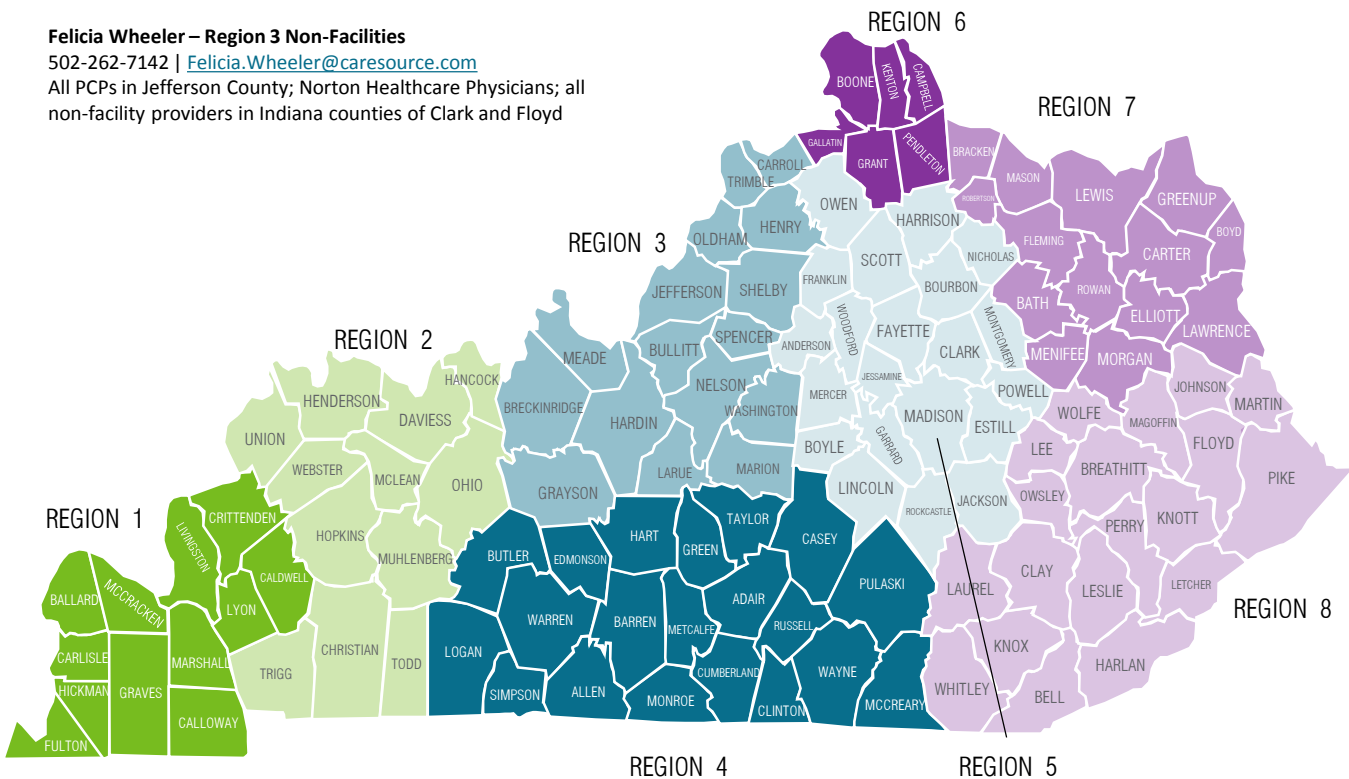 Felicia Wheeler – Region 3 Non-Facilities
502-262-7142 | Felicia.Wheeler@caresource.com
All PCPs in Jefferson County; Norton Healthcare Physicians; all
non-facility providers in Indiana counties of Clark and Floyd
REGION 6
BOONE
KENTON
CAMPBELL
GALLATIN
GRANT
PENDLETON
REGION 7
BRACKEN
MASON
ROBERTSON
LEWIS
GREENUP
BOYD
FLEMING
CARTER
ROWAN
BATH
ELLIOTT
LAWRENCE
MENIFEE
MORGAN
REGION 3
CARROLL
TRIMBLE
HENRY
OLDHAM
JEFFERSON
SHELBY
SPENCER
BULLITT
MEADE
NELSON
BRECKINRIDGE
HARDIN
WASHINGTON
LARUE
MARION
GRAYSON
OWEN
HARRISON
SCOTT
NICHOLAS
FRANKLIN
BOURBON
WOODFORD
FAYETTE
MONTGOMERY
ANDERSON
CLARK
JESSAMINE
MERCER
POWELL
MADISON
ESTILL
GARRARD
BOYLE
LINCOLN
ROCKCASTLE
JACKSON
REGION 2
HANCOCK
HENDERSON
DAVIESS
UNION
WEBSTER
MCLEAN
OHIO
HOPKINS
MUHLENBERG
CHRISTIAN
TODD
TRIGG
REGION 1
CRITTENDEN
LIVINGSTON
CALDWELL
LYON
MCCRACKEN
BALLARD
CARLISLE
MARSHALL
HICKMAN
GRAVES
CALLOWAY
FULTON
HART
TAYLOR
GREEN
CASEY
BUTLER
EDMONSON
PULASKI
ADAIR
WARREN
BARREN
METCALFE
RUSSELL
LOGAN
WAYNE
SIMPSON
ALLEN
MONROE
CUMBERLAND
CLINTON
MCCREARY
REGION 4
JOHNSON
MARTIN
WOLFE
MAGOFFIN
FLOYD
LEE
BREATHITT
PIKE
OWSLEY
PERRY
KNOTT
CLAY
LAUREL
LESLIE
LETCHER
KNOX
HARLAN
WHITLEY
BELL
REGION 8
REGION 5